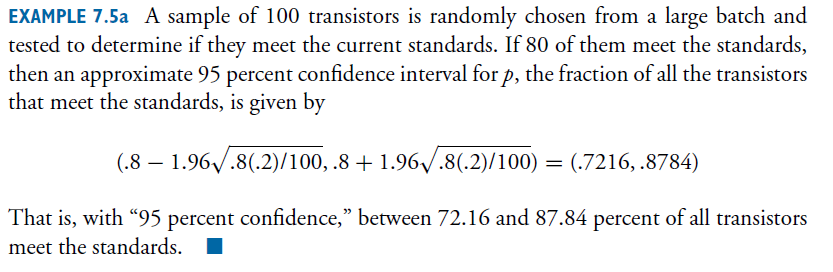 EXAMPLE 7.5a A sample of 100 transistors is randomly chosen from a large batch and
tested to determine if they meet the current standards. If 80 of them meet the standards,
then an approximate 95 percent confidence interval for p, the fraction of all the transistors
that meet the standards, is given by
(.8 − 1.96√.8(.2)/100, .8 + 1.96√.8(.2)/100) = (.7216, .8784)
That is, with “95 percent confidence,” between 72.16 and 87.84 percent of all transistors
meet the standards. ■